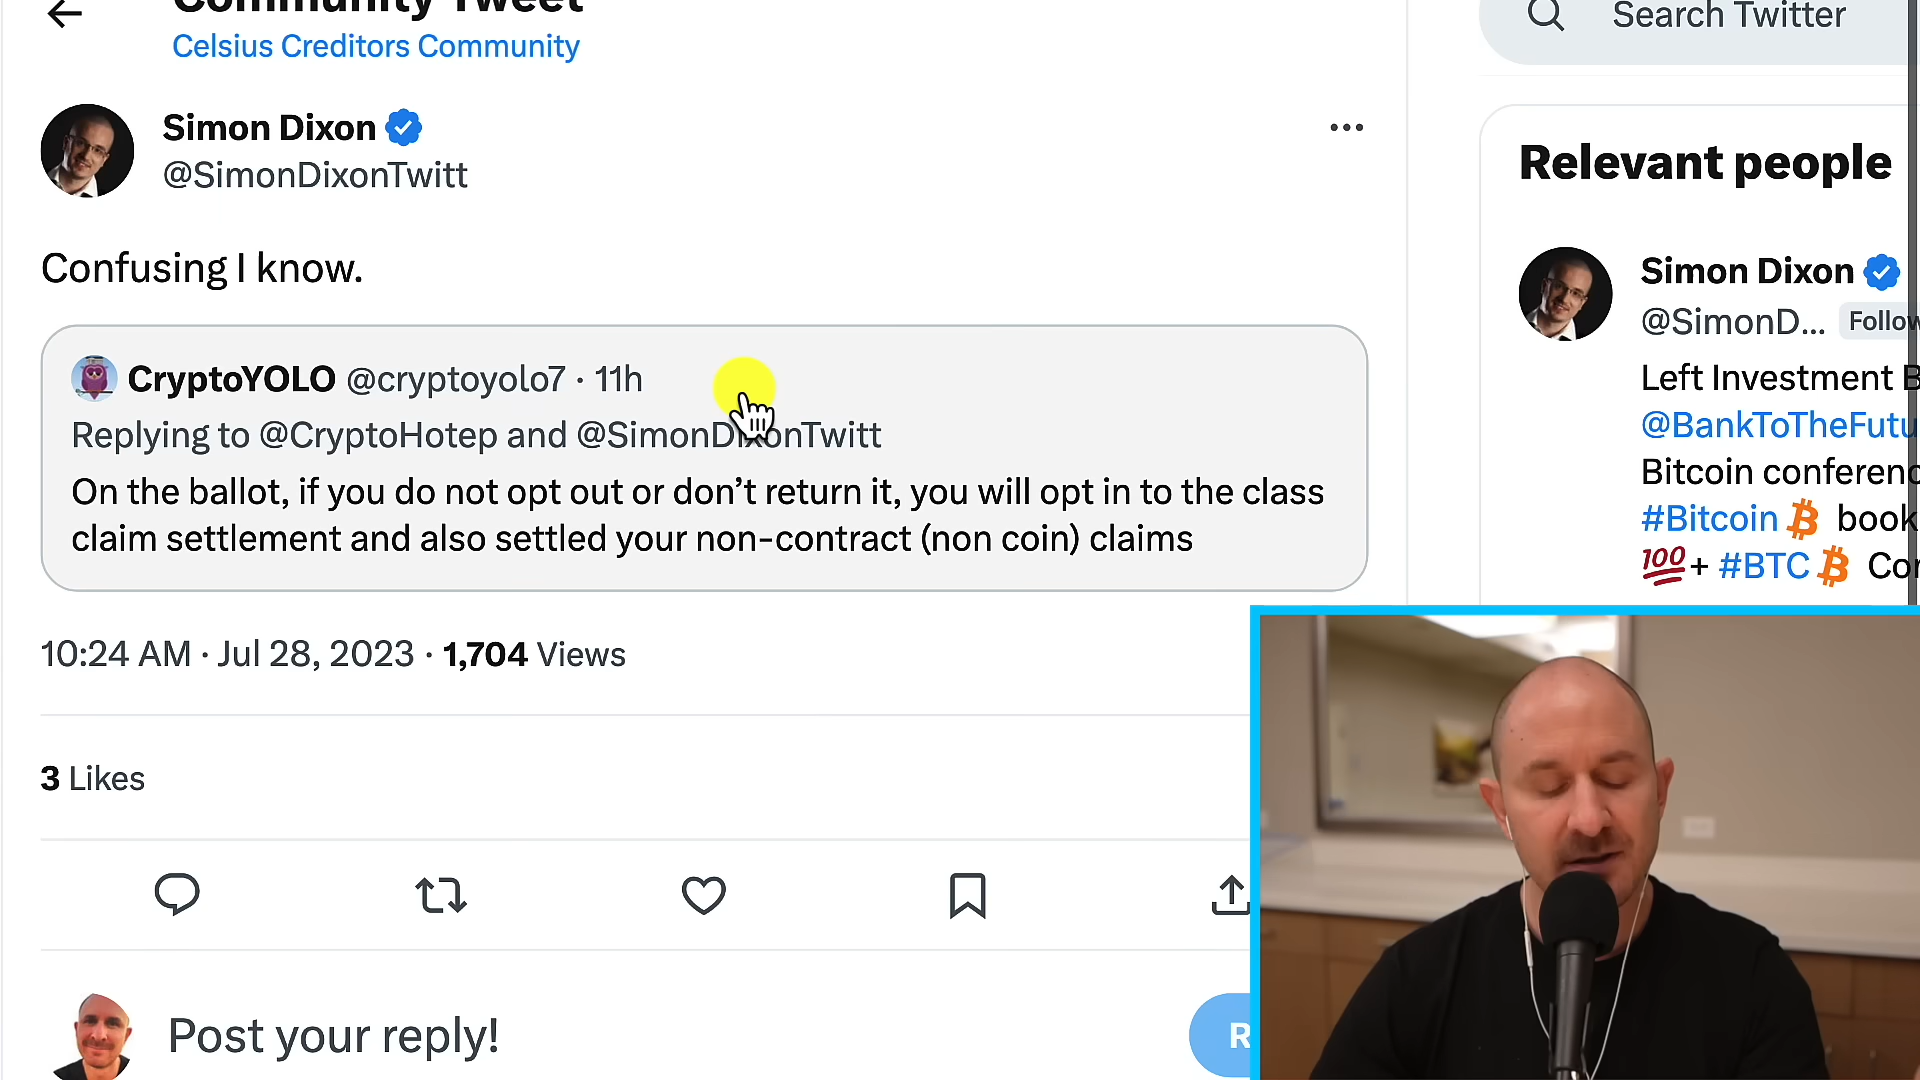 Community Tweet
Search Twitter
Celsius Creditors Community
Simon Dixon
@SimonDixonTwitt
Relevant people
Confusing I know.
Simon Dixon
@SimonD...
CryptoYOLO @cryptoyolo7 · 11h
Replying to @CryptoHotep and @SimonDixonTwitt
On the ballot, if you do not opt out or don’t return it, you will opt in to the class
claim settlement and also settled your non-contract (non coin) claims
Left Investment
@BankToTheFutu
Bitcoin conferenc
#Bitcoin book
100+ #BTC
10:24 AM · Jul 28, 2023 · 1,704 Views
3 Likes
Post your reply!